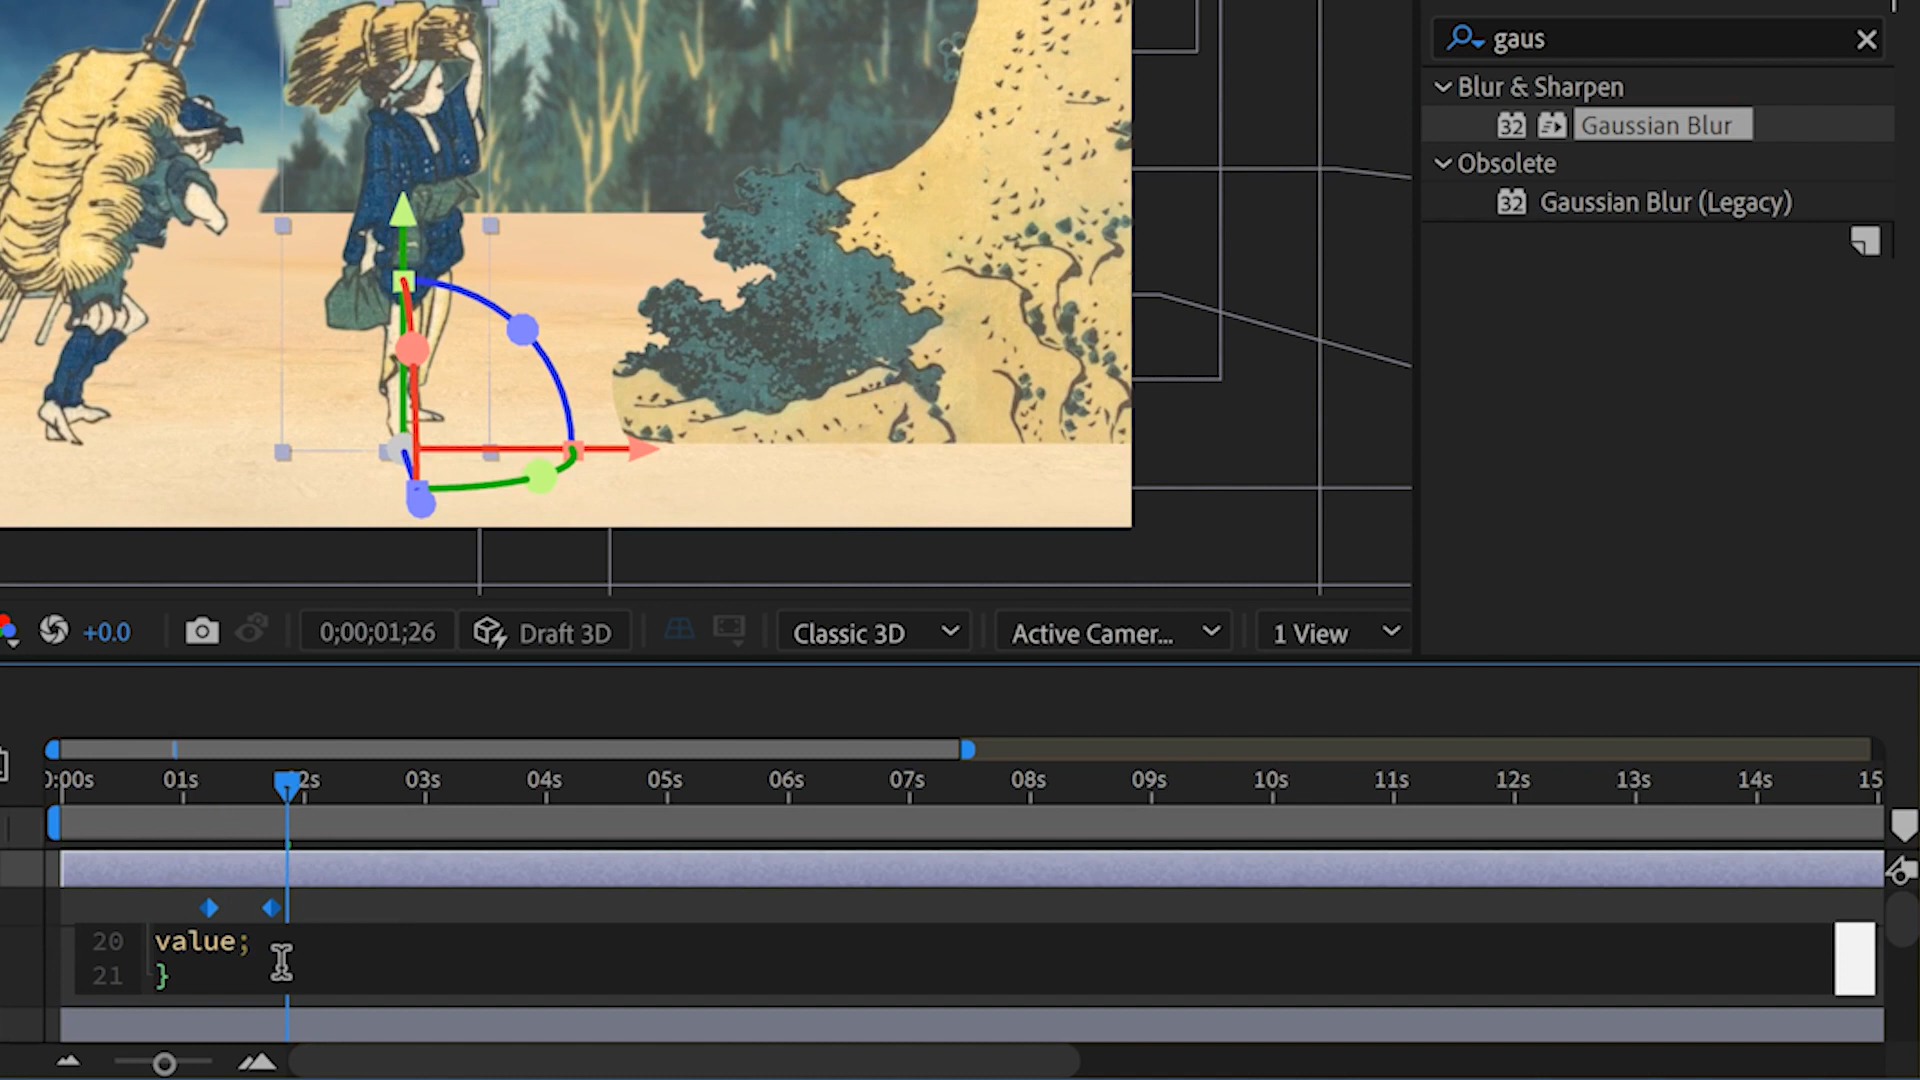 gaus
Blur & Sharpen
32 Gaussian Blur
Obsolete
32 Gaussian Blur (Legacy)
+0.0 0;00;01;26 Draft 3D Classic 3D Active Camer... 1 View
0:00s 01s 02s 03s 04s 05s 06s 07s 08s 09s 10s 11s 12s 13s 14s 15
20 value;
21 }